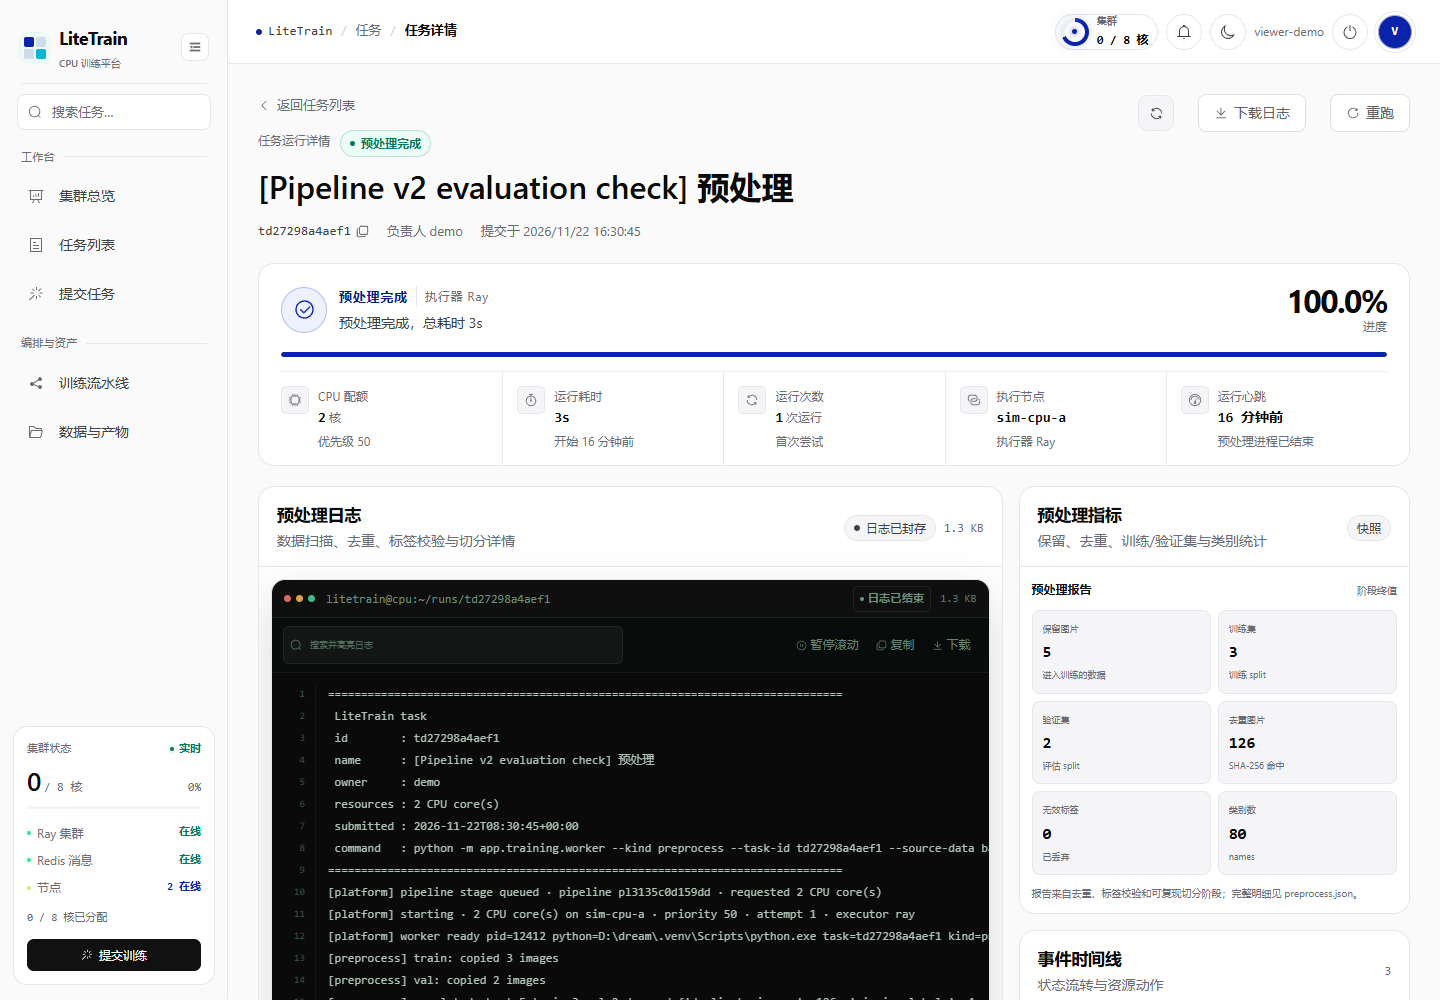 LiteTrain
CPU 训练平台
搜索任务...
工作台
集群总览
任务列表
提交任务
编排与资产
训练流水线
数据与产物
集群状态
实时
0 / 8 核
0%
Ray 集群
在线
Redis 消息
在线
节点
2 在线
0 / 8 核已分配
提交训练
LiteTrain / 任务 / 任务详情
集群
0 / 8 核
viewer-demo
V
返回任务列表
下载日志
重跑
任务运行详情
预处理完成
[Pipeline v2 evaluation check] 预处理
td27298a4aef1
负责人 demo
提交于 2026/11/22 16:30:45
预处理完成
执行器 Ray
预处理完成，总耗时 3s
100.0%
进度
CPU 配额
2 核
优先级 50
运行耗时
3s
开始 16 分钟前
运行次数
1 次运行
首次尝试
执行节点
sim-cpu-a
执行器 Ray
运行心跳
16 分钟前
预处理进程已结束
预处理日志
数据扫描、去重、标签校验与切分详情
日志已封存
1.3 KB
litetrain@cpu:~/runs/td27298a4aef1
日志已结束
1.3 KB
搜索并高亮日志
暂停滚动
复制
下载
1 ==============================================================================
2 LiteTrain task
3 id : td27298a4aef1
4 name : [Pipeline v2 evaluation check] 预处理
5 owner : demo
6 resources : 2 CPU core(s)
7 submitted : 2026-11-22T08:30:45+00:00
8 command : python -m app.training.worker --kind preprocess --task-id td27298a4aef1 --source-data
9 ==============================================================================
10 [platform] pipeline stage queued · pipeline p13135c0d159dd · requested 2 CPU core(s)
11 [platform] starting · 2 CPU core(s) on sim-cpu-a · priority 50 · attempt 1 · executor ray
12 [platform] worker ready pid=12412 python=D:\dream\.venv\Scripts\python.exe task=td27298a4aef1
13 [preprocess] train: copied 3 images
14 [preprocess] val: copied 2 images
预处理指标
保留、去重、训练/验证集与类别统计
快照
预处理报告
阶段终值
保留图片
5
进入训练的数据
训练集
3
训练 split
验证集
2
评估 split
去重图片
126
SHA-256 命中
无效标签
0
已丢弃
类别数
80
names
报告来自去重、标签校验和可复现切分阶段；完整明细见 preprocess.json。
事件时间线
状态流转与资源动作
3